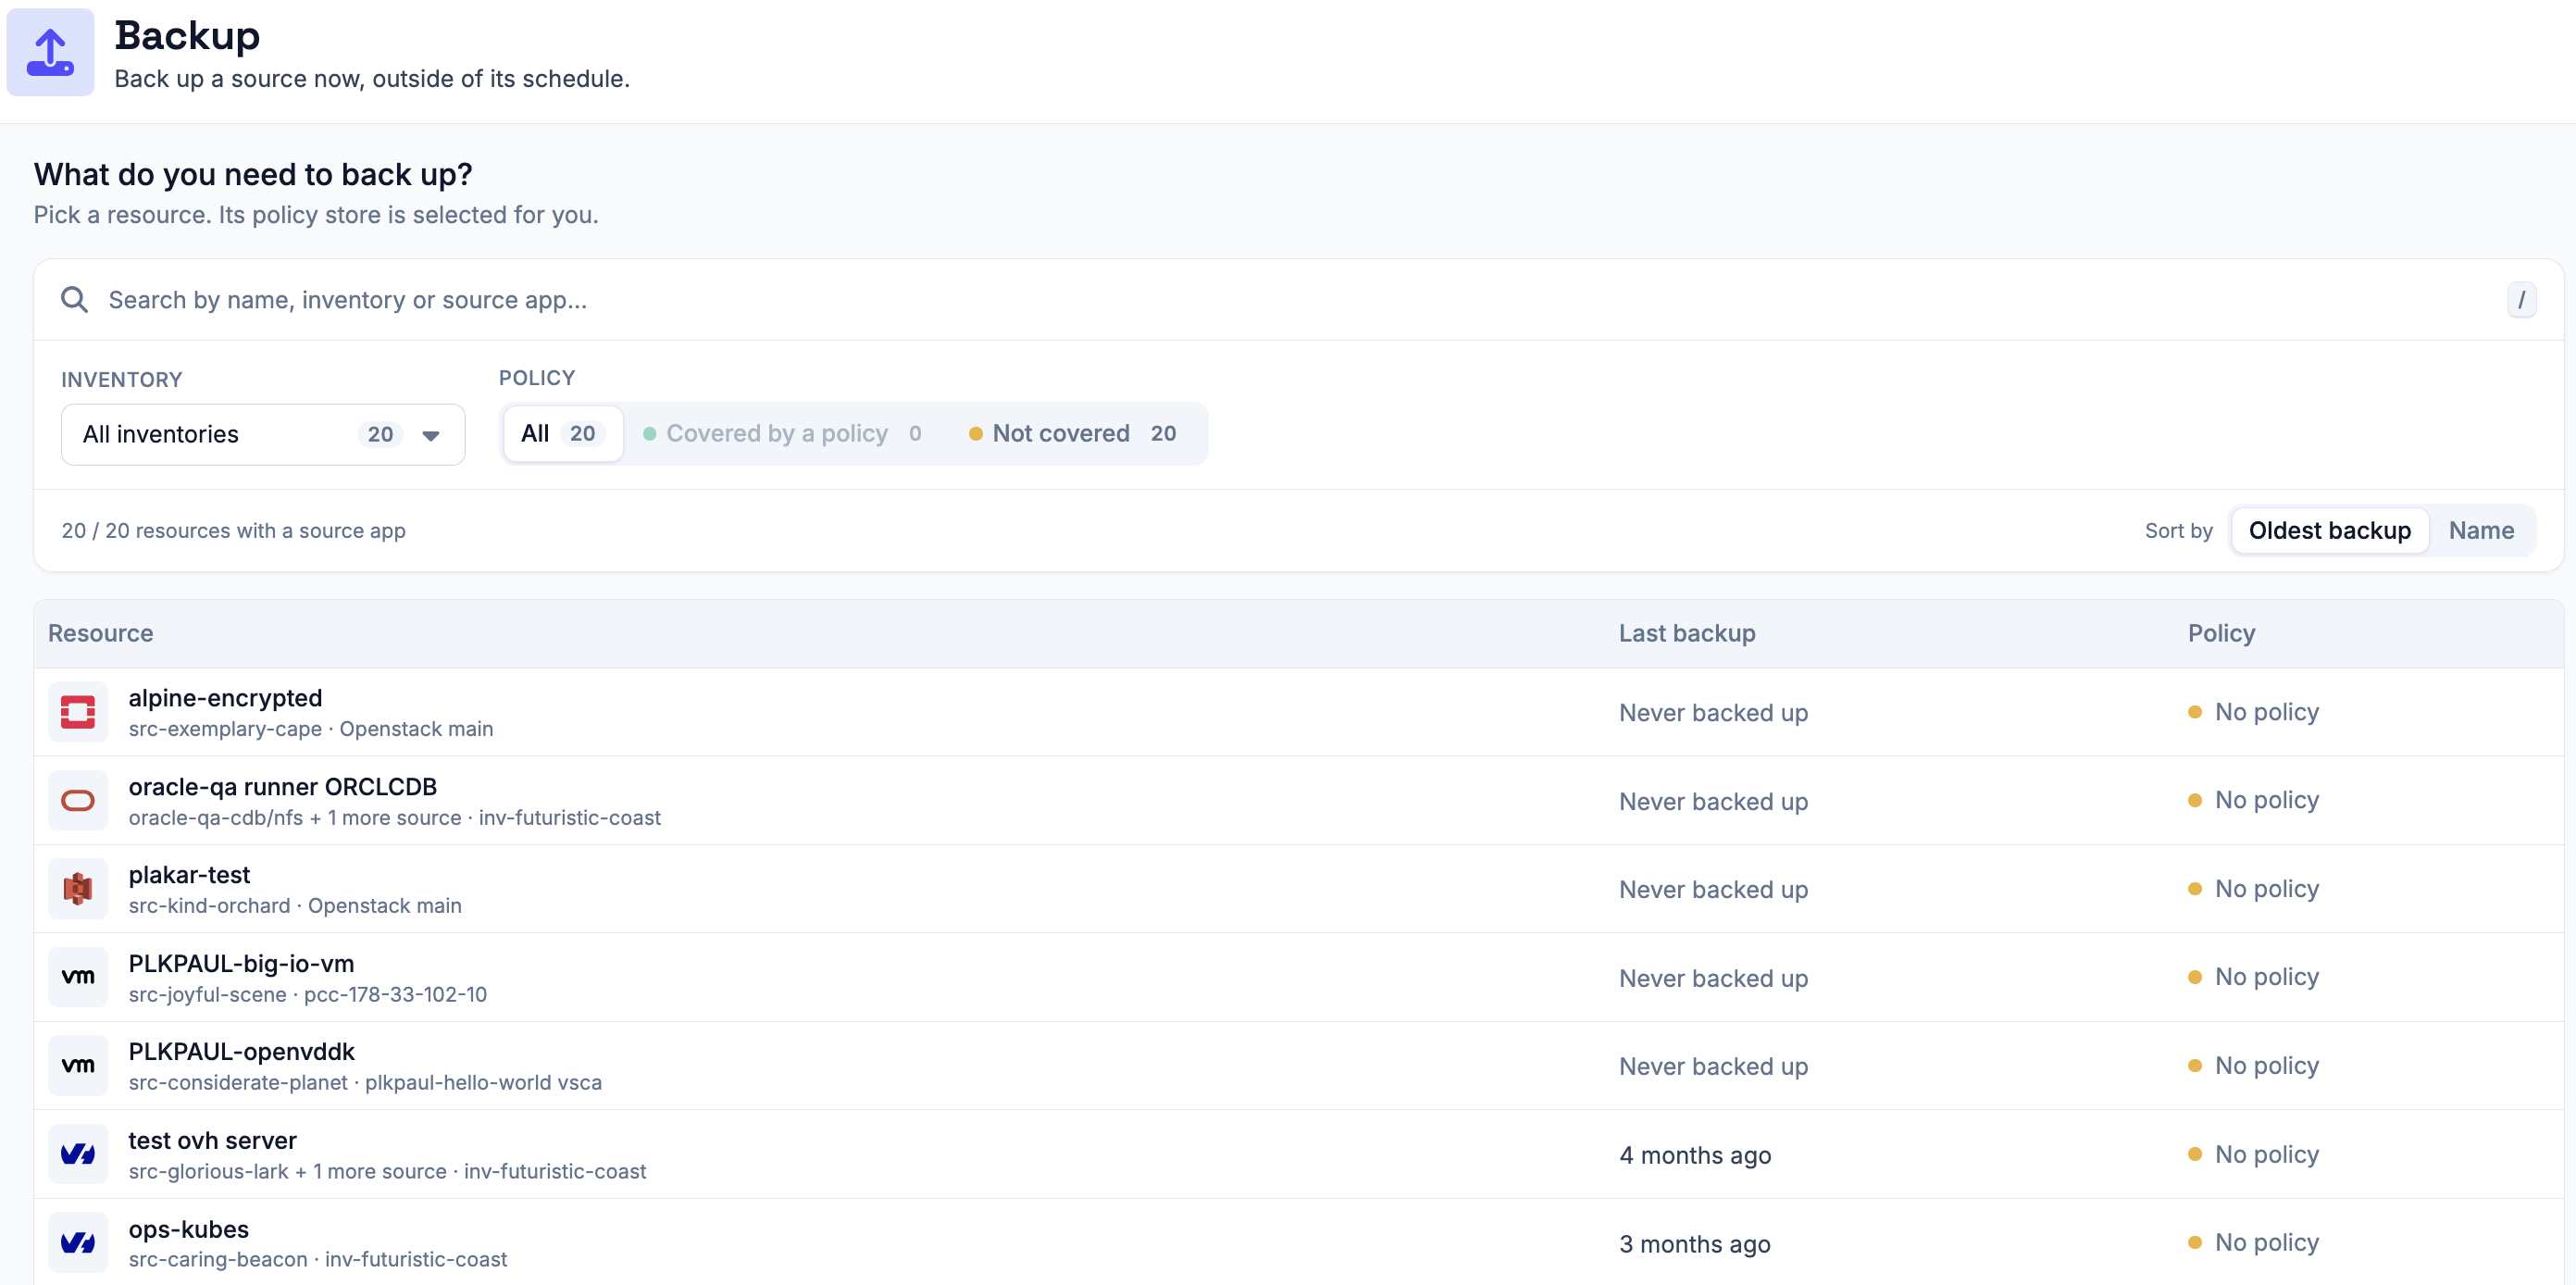 Backup
Back up a source now, outside of its schedule.
What do you need to back up?
Pick a resource. Its policy store is selected for you.
Search by name, inventory or source app...
/
INVENTORY
POLICY
All inventories 20
All 20 Covered by a policy 0 Not covered 20
20 / 20 resources with a source app
Sort by Oldest backup Name
Resource Last backup Policy
alpine-encrypted
src-exemplary-cape · Openstack main
Never backed up
No policy
oracle-qa runner ORCLCDB
oracle-qa-cdb/nfs + 1 more source · inv-futuristic-coast
Never backed up
No policy
plakar-test
src-kind-orchard · Openstack main
Never backed up
No policy
vm
PLKPAUL-big-io-vm
src-joyful-scene · pcc-178-33-102-10
Never backed up
No policy
vm
PLKPAUL-openvddk
src-considerate-planet · plkpaul-hello-world vsca
Never backed up
No policy
test ovh server
src-glorious-lark + 1 more source · inv-futuristic-coast
4 months ago
No policy
ops-kubes
src-caring-beacon · inv-futuristic-coast
3 months ago
No policy